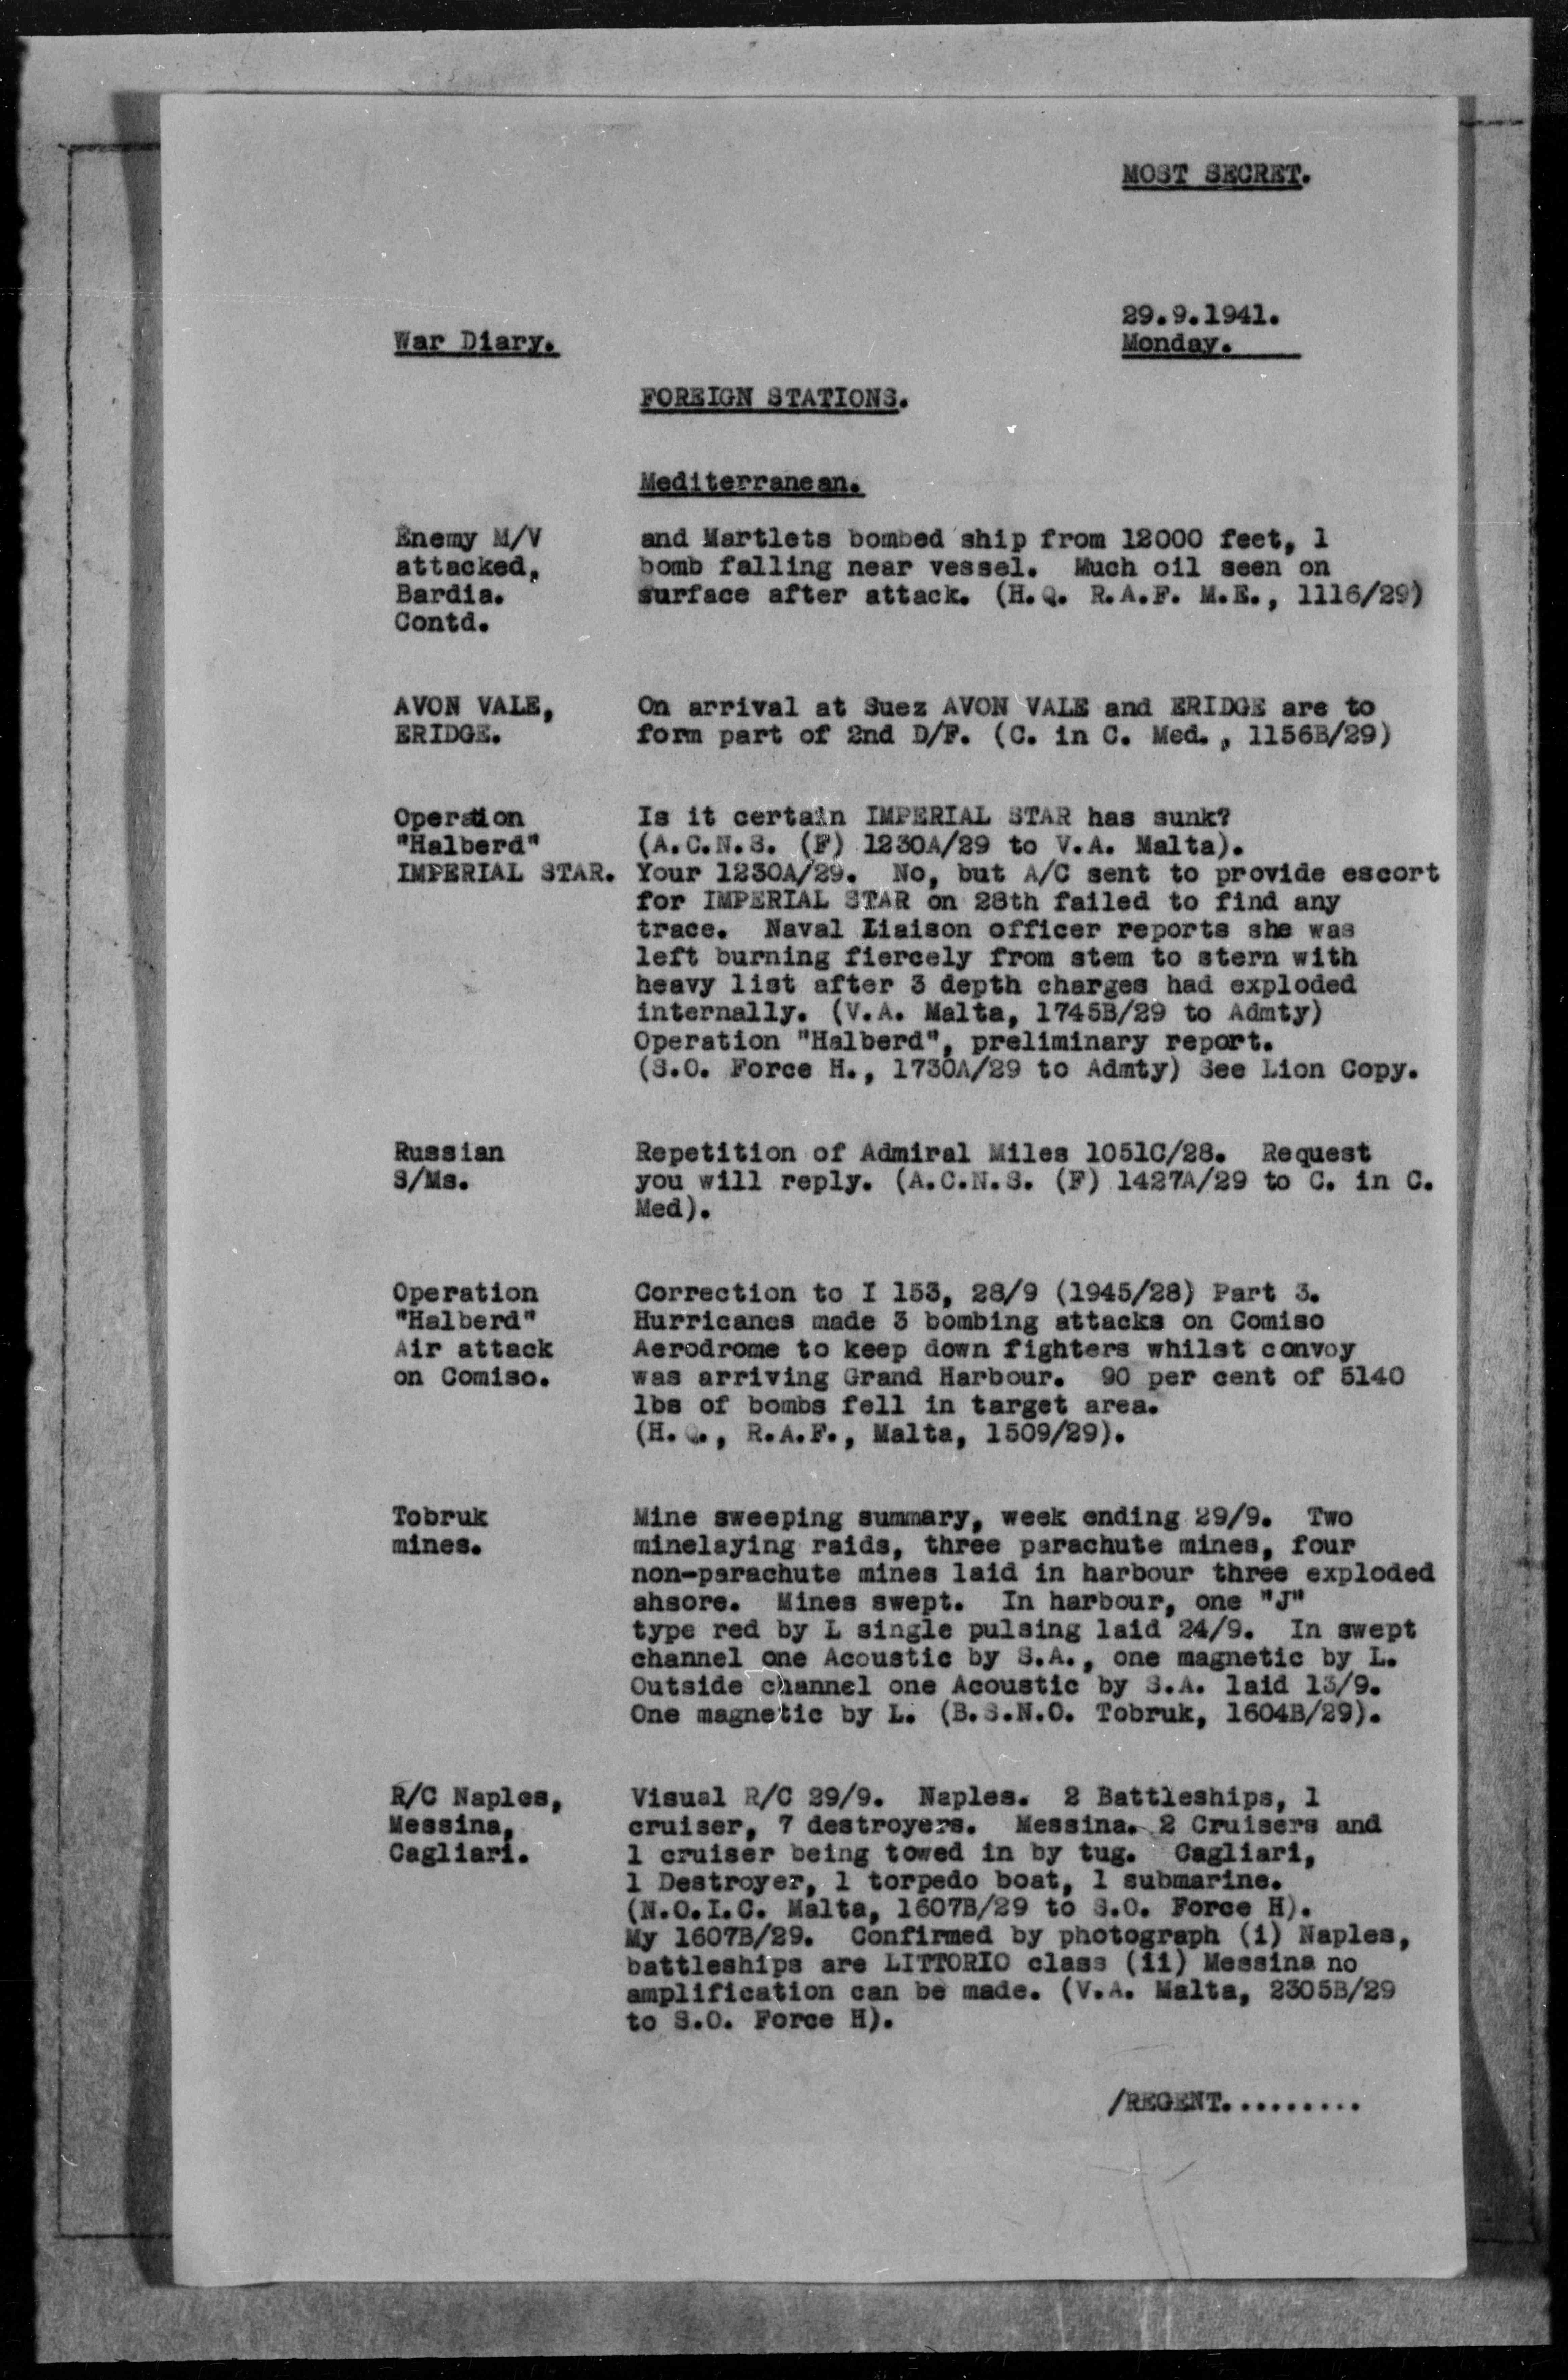 MOST SECRET.
29.9.1941.
War Diary.
Monday.
FOREIGN STATIONS.
Mediterranean.
Enemy M/V
attacked,
Bardia.
Contd.
and Martlets bombed ship from 12000 feet, 1
bomb falling near vessel. Much oil seen on
surface after attack. (H.Q. R.A.F. M.E., 1116/29)
AVON VALE,
ERIDGE.
On arrival at Suez AVON VALE and ERIDGE are to
form part of 2nd D/F. (C. in C. Med., 1156B/29)
Operation
"Halberd"
IMPERIAL STAR.
Is it certain IMPERIAL STAR has sunk?
(A.C.N.S. (F) 1230A/29 to V.A. Malta).
Your 1230A/29. No, but A/C sent to provide escort
for IMPERIAL STAR on 28th failed to find any
trace. Naval Liaison officer reports she was
left burning fiercely from stem to stern with
heavy list after 3 depth charges had exploded
internally. (V.A. Malta, 1745B/29 to Admty)
Operation "Halberd", preliminary report.
(S.O. Force H., 1730A/29 to Admty) See Lion Copy.
Russian
S/Ms.
Repetition of Admiral Miles 1051C/28. Request
you will reply. (A.C.N.S. (F) 1427A/29 to C. in C.
Med).
Operation
"Halberd"
Air attack
on Comiso.
Correction to I 153, 28/9 (1945/28) Part 3.
Hurricanes made 3 bombing attacks on Comiso
Aerodrome to keep down fighters whilst convoy
was arriving Grand Harbour. 90 per cent of 5140
lbs of bombs fell in target area.
(H.Q., R.A.F., Malta, 1509/29).
Tobruk
mines.
Mine sweeping summary, week ending 29/9. Two
minelaying raids, three parachute mines, four
non-parachute mines laid in harbour three exploded
ahsore. Mines swept. In harbour, one "J"
type red by L single pulsing laid 24/9. In swept
channel one Acoustic by S.A., one magnetic by L.
Outside channel one Acoustic by S.A. laid 13/9.
One magnetic by L. (B.S.N.O. Tobruk, 1604B/29).
R/C Naples,
Messina,
Cagliari.
Visual R/C 29/9. Naples. 2 Battleships, 1
cruiser, 7 destroyers. Messina. 2 Cruisers and
1 cruiser being towed in by tug. Cagliari,
1 Destroyer, 1 torpedo boat, 1 submarine.
(N.O.I.C. Malta, 1607B/29 to S.O. Force H).
My 1607B/29. Confirmed by photograph (i) Naples,
battleships are LITTORIO class (ii) Messina no
amplification can be made. (V.A. Malta, 2305B/29
to S.O. Force H).
/REGENT..........